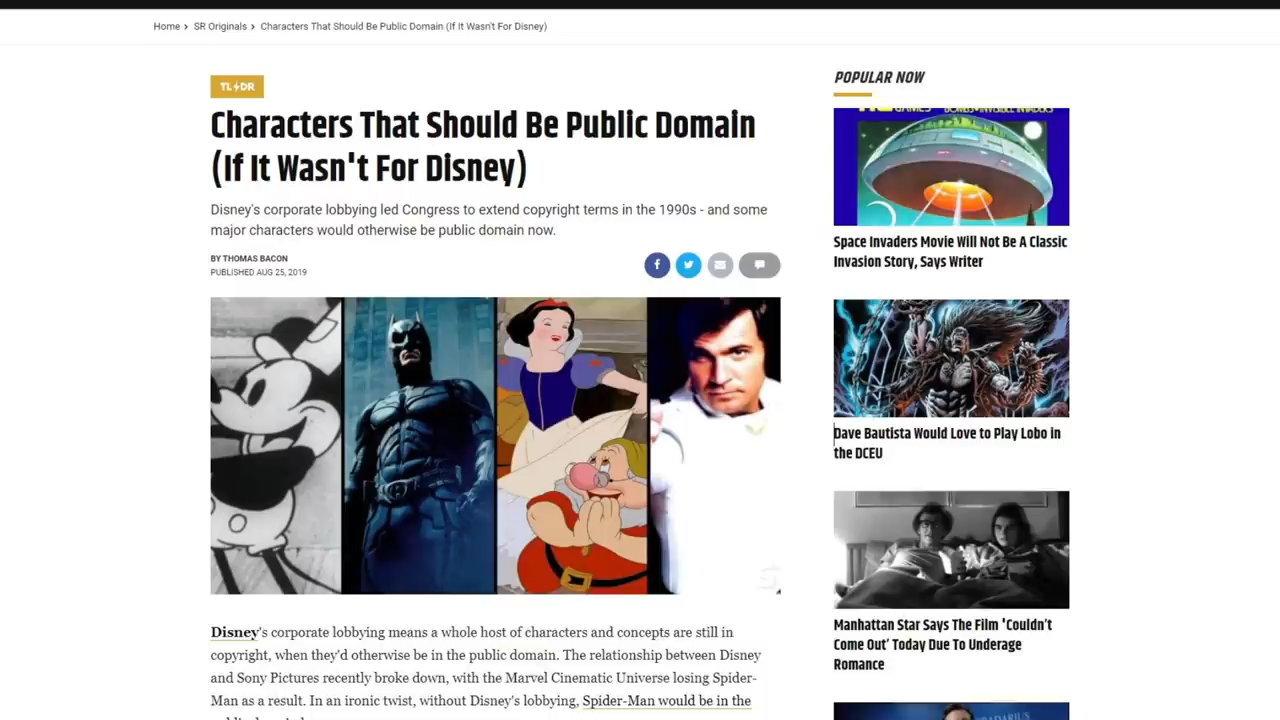 Home > SR Originals > Characters That Should Be Public Domain (If It Wasn't For Disney)
TL DR
Characters That Should Be Public Domain
(If It Wasn't For Disney)
Disney's corporate lobbying led Congress to extend copyright terms in the 1990s - and some
major characters would otherwise be public domain now.
BY THOMAS BACON
PUBLISHED AUG 25, 2019
Disney's corporate lobbying means a whole host of characters and concepts are still in
copyright, when they'd otherwise be in the public domain. The relationship between Disney
and Sony Pictures recently broke down, with the Marvel Cinematic Universe losing Spider-
Man as a result. In an ironic twist, without Disney's lobbying, Spider-Man would be in the
POPULAR NOW
GAMES
Space Invaders Movie Will Not Be A Classic
Invasion Story, Says Writer
Dave Bautista Would Love to Play Lobo in
the DCEU
Manhattan Star Says The Film 'Couldn't
Come Out' Today Due To Underage
Romance